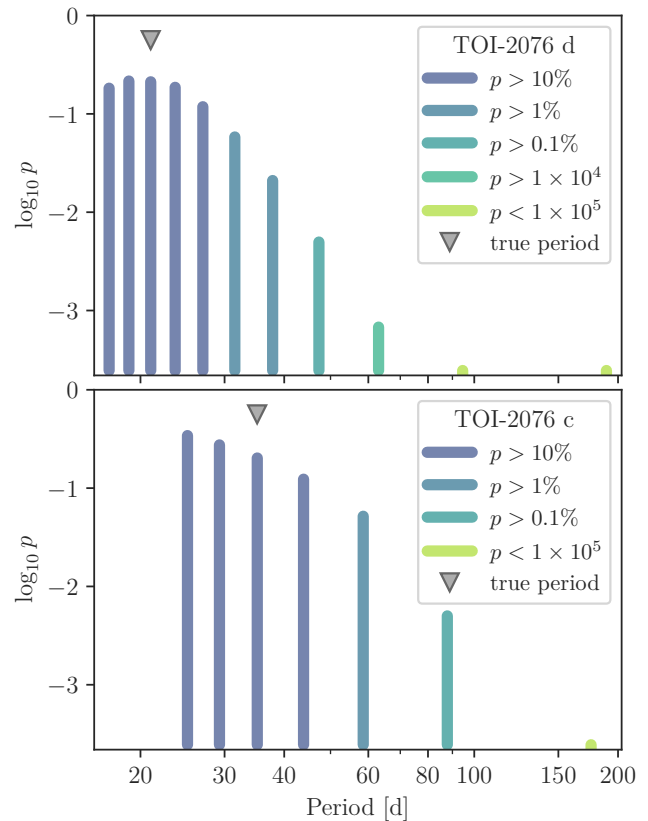 0
−1
−2
−3
log₁₀ p
TOI-2076 d
p > 10%
p > 1%
p > 0.1%
p > 1 × 10⁴
p < 1 × 10⁵
true period
0
−1
−2
−3
log₁₀ p
TOI-2076 c
p > 10%
p > 1%
p > 0.1%
p < 1 × 10⁵
true period
20 30 40 60 80 100 150 200
Period [d]